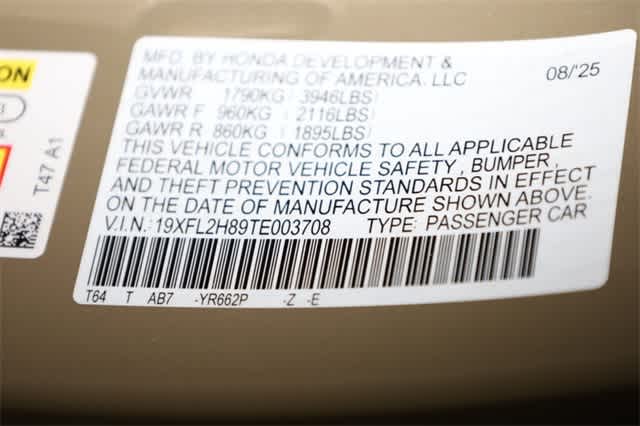 ON
3
s.
T47 A1
MFD. BY HONDA DEVELOPMENT &
MANUFACTURING OF AMERICA, LLC
08/'25
GVWR 1790KG( 3946LBS)
GAWR F 960KG( 2116LBS)
GAWR R 860KG( 1895LBS)
THIS VEHICLE CONFORMS TO ALL APPLICABLE
FEDERAL MOTOR VEHICLE SAFETY, BUMPER,
AND THEFT PREVENTION STANDARDS IN EFFECT
ON THE DATE OF MANUFACTURE SHOWN ABOVE.
V.I.N.: 19XFL2H89TE003708 TYPE: PASSENGER CAR
T64 T AB7 -YR662P -Z -E